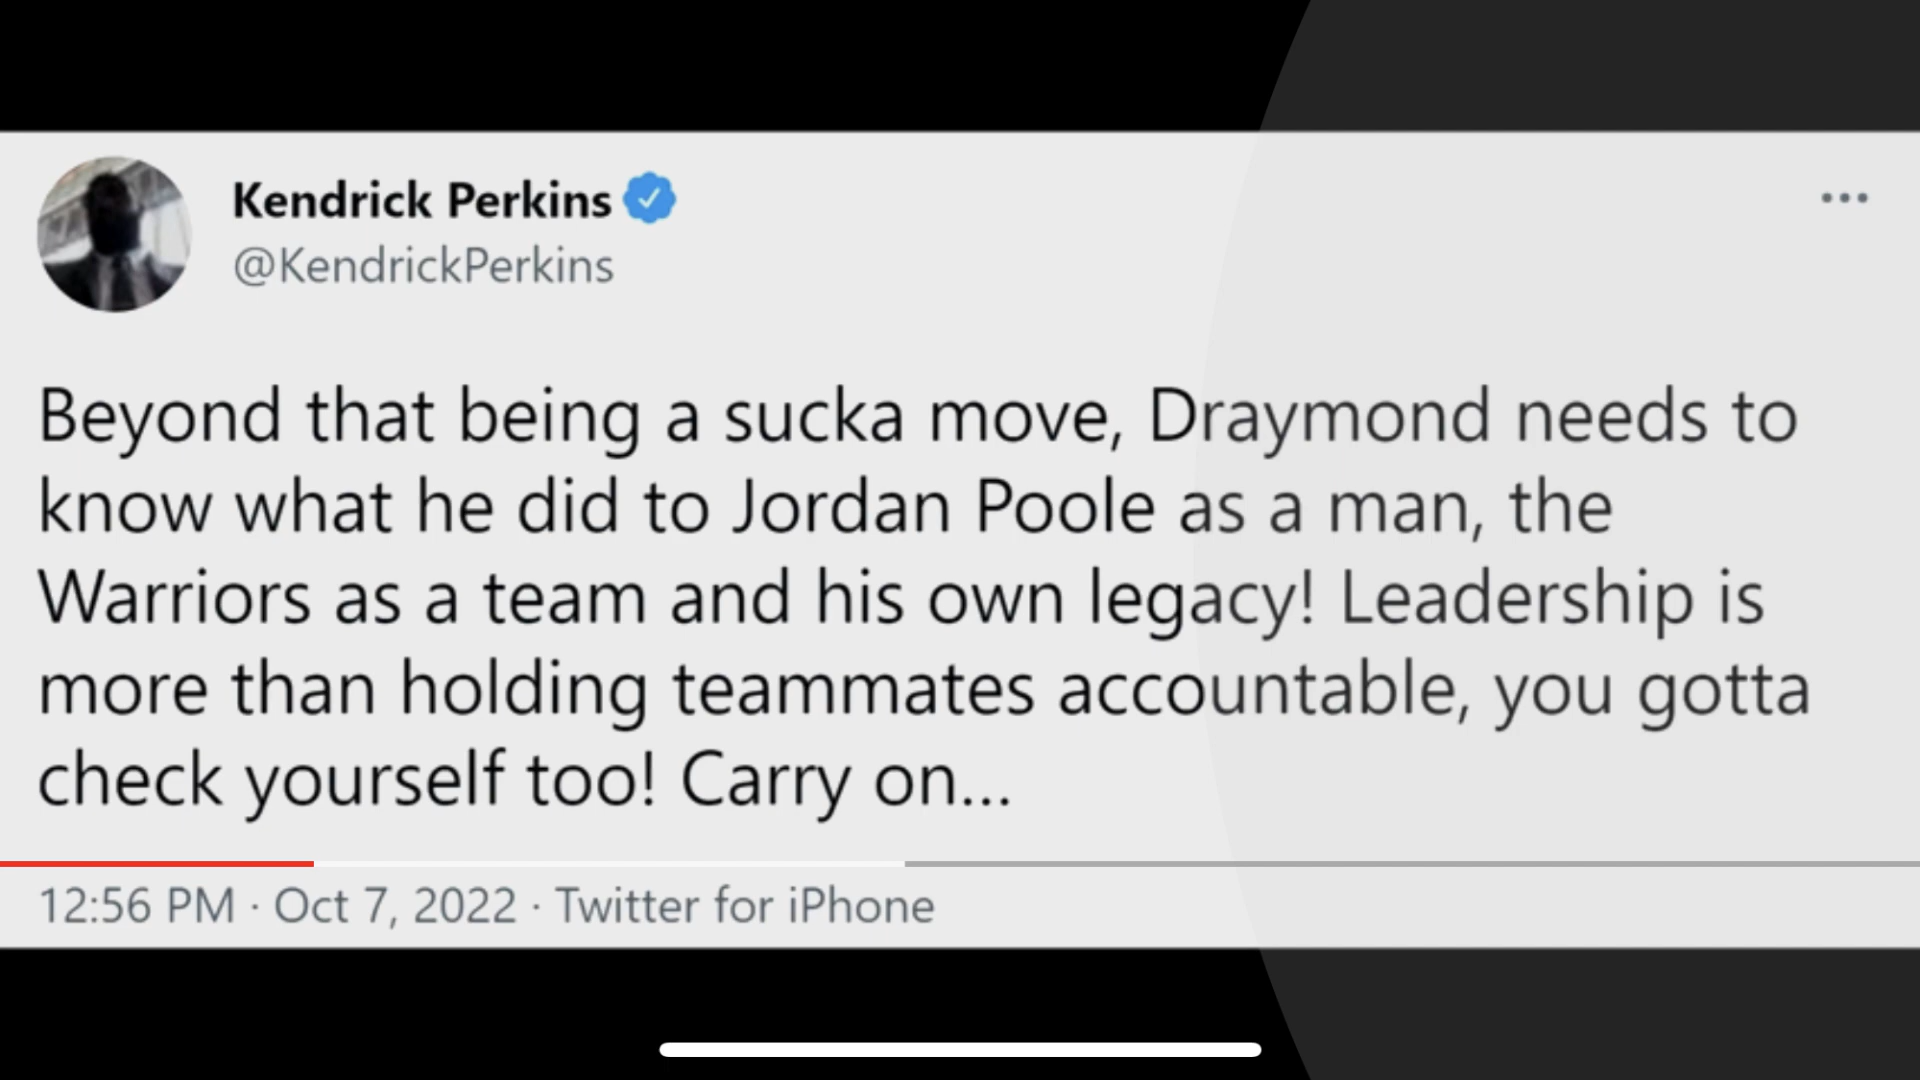 Kendrick Perkins
@KendrickPerkins
Beyond that being a sucka move, Draymond needs to
know what he did to Jordan Poole as a man, the
Warriors as a team and his own legacy! Leadership is
more than holding teammates accountable, you gotta
check yourself too! Carry on...
12:56 PM · Oct 7, 2022 · Twitter for iPhone